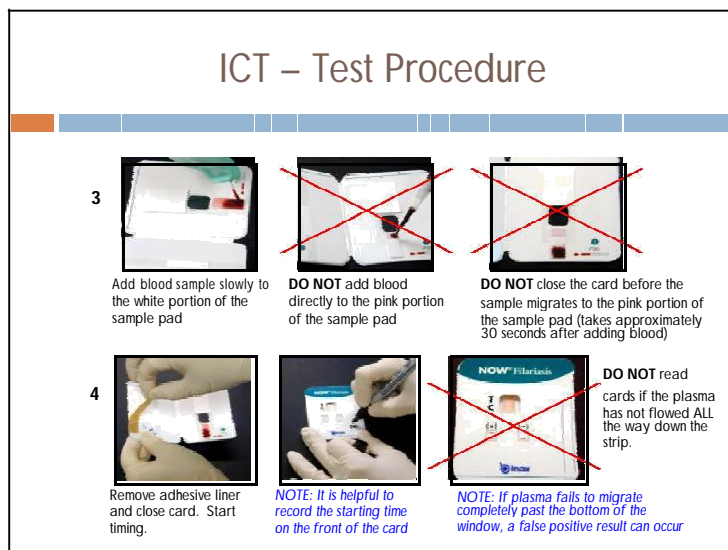 ICT – Test Procedure
3
Add blood sample slowly to
the white portion of the
sample pad
DO NOT add blood
directly to the pink portion
of the sample pad
DO NOT close the card before the
sample migrates to the pink portion of
the sample pad (takes approximately
30 seconds after adding blood)
4
NOW® Filariasis
DO NOT read
cards if the plasma
has not flowed ALL
the way down the
strip.
Remove adhesive liner
and close card. Start
timing.
NOTE: It is helpful to
record the starting time
on the front of the card
NOTE: If plasma fails to migrate
completely past the bottom of the
window, a false positive result can occur